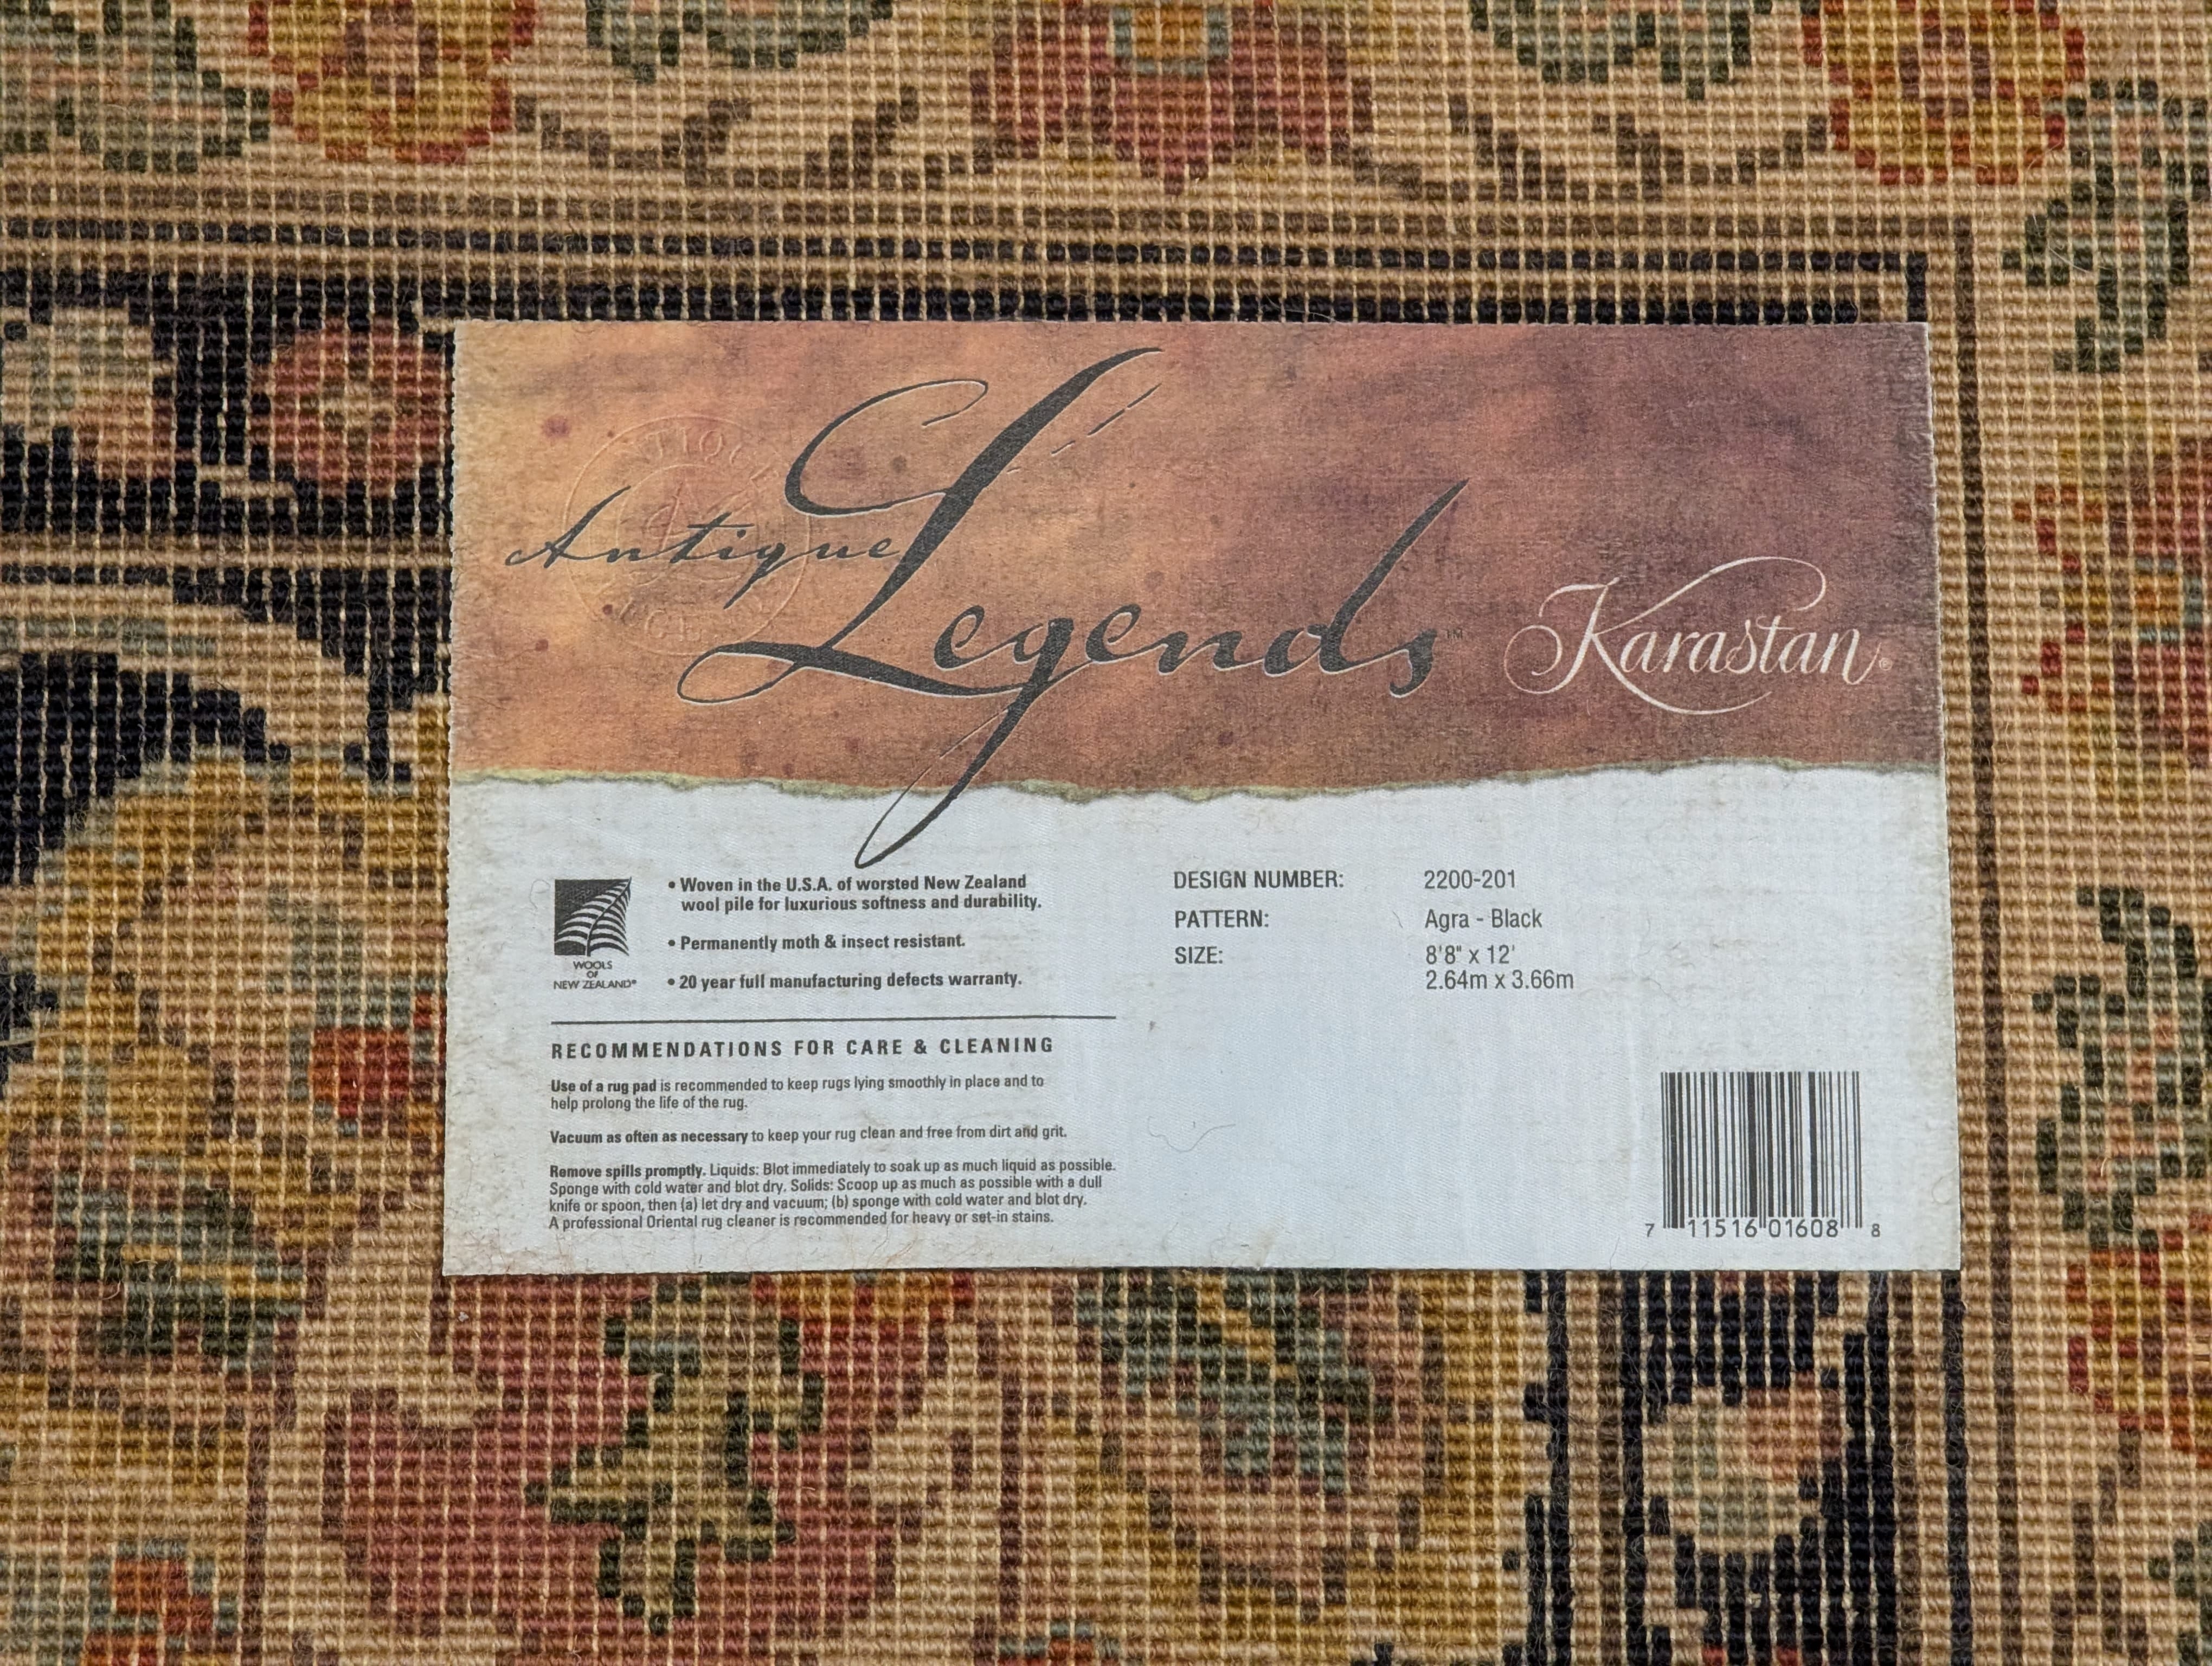 Antique Legends™
Karastan®
WOOLS
OF
NEW ZEALAND®
• Woven in the U.S.A. of worsted New Zealand
wool pile for luxurious softness and durability.
• Permanently moth & insect resistant.
• 20 year full manufacturing defects warranty.
DESIGN NUMBER: 2200-201
PATTERN: Agra - Black
SIZE: 8'8" x 12'
2.64m x 3.66m
RECOMMENDATIONS FOR CARE & CLEANING
Use of a rug pad is recommended to keep rugs lying smoothly in place and to
help prolong the life of the rug.
Vacuum as often as necessary to keep your rug clean and free from dirt and grit.
Remove spills promptly. Liquids: Blot immediately to soak up as much liquid as possible.
Sponge with cold water and blot dry. Solids: Scoop up as much as possible with a dull
knife or spoon, then (a) let dry and vacuum; (b) sponge with cold water and blot dry.
A professional Oriental rug cleaner is recommended for heavy or set-in stains.
7 11516 01608 8